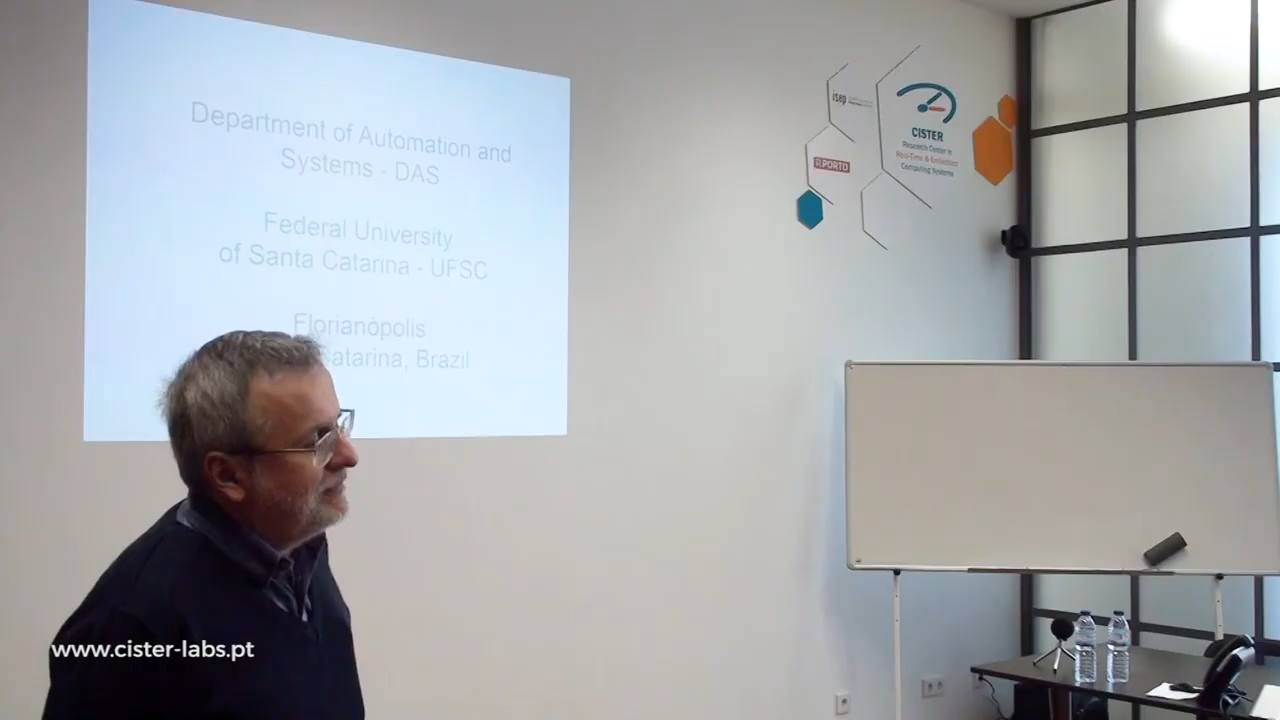 Department of Automation and
Systems - DAS
Federal University
of Santa Catarina - UFSC
Florianópolis
Catarina, Brazil
isep
P.PORTO
CISTER
Research Center in
Real-Time & Embedded
Computing Systems
www.cister-labs.pt